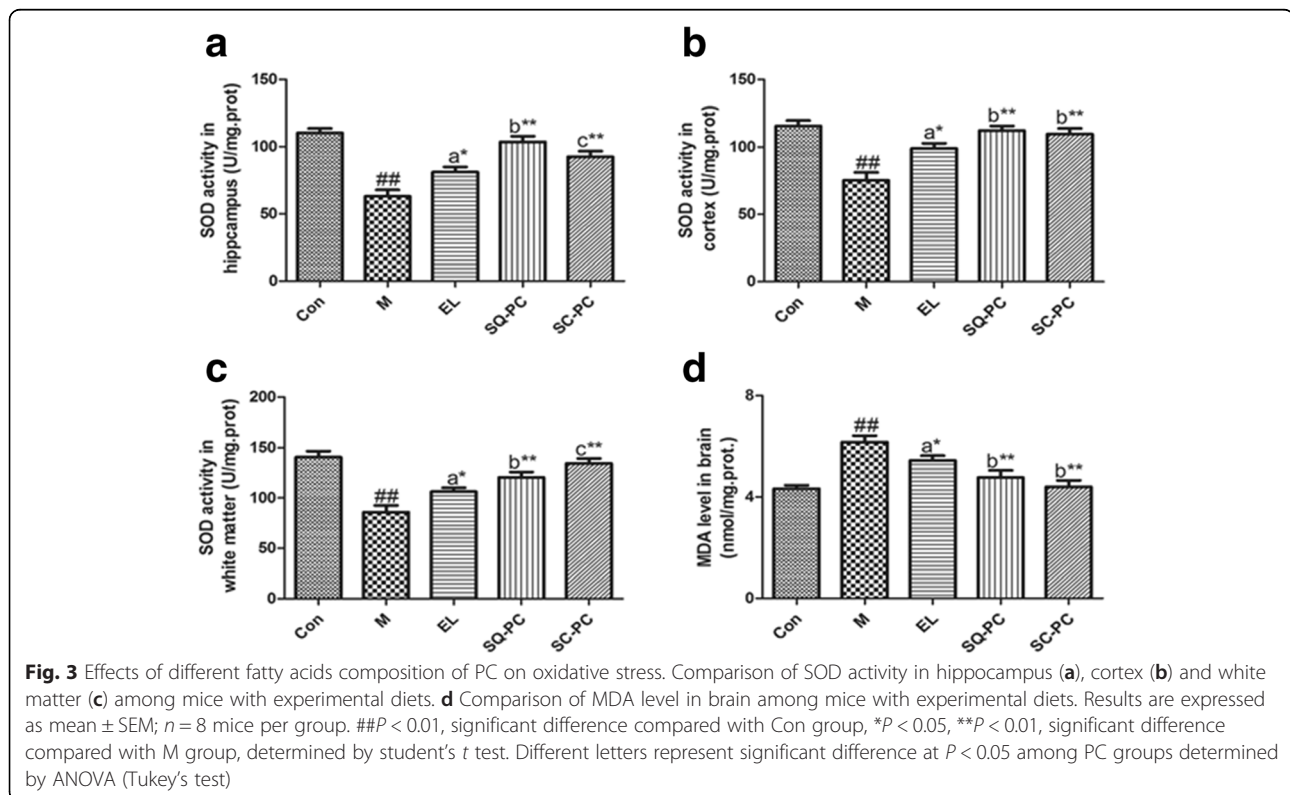 a
150
100
50
0
SOD activity in
hippcampus (U/mg.prot)
##
a*
b**
c**
Con
M
EL
SQ-PC
SC-PC
b
150
100
50
0
SOD activity in
cortex (U/mg.prot)
##
a*
b**
b**
Con
M
EL
SQ-PC
SC-PC
c
200
150
100
50
0
SOD activity in
white matter (U/mg.prot)
##
a*
b**
c**
Con
M
EL
SQ-PC
SC-PC
d
8
4
0
MDA level in brain
(nmol/mg.prot.)
##
a*
b**
b**
Con
M
EL
SQ-PC
SC-PC
Fig. 3 Effects of different fatty acids composition of PC on oxidative stress. Comparison of SOD activity in hippocampus (a), cortex (b) and white
matter (c) among mice with experimental diets. d Comparison of MDA level in brain among mice with experimental diets. Results are expressed
as mean ± SEM; n = 8 mice per group. ##P < 0.01, significant difference compared with Con group, *P < 0.05, **P < 0.01, significant difference
compared with M group, determined by student's t test. Different letters represent significant difference at P < 0.05 among PC groups determined
by ANOVA (Tukey's test)